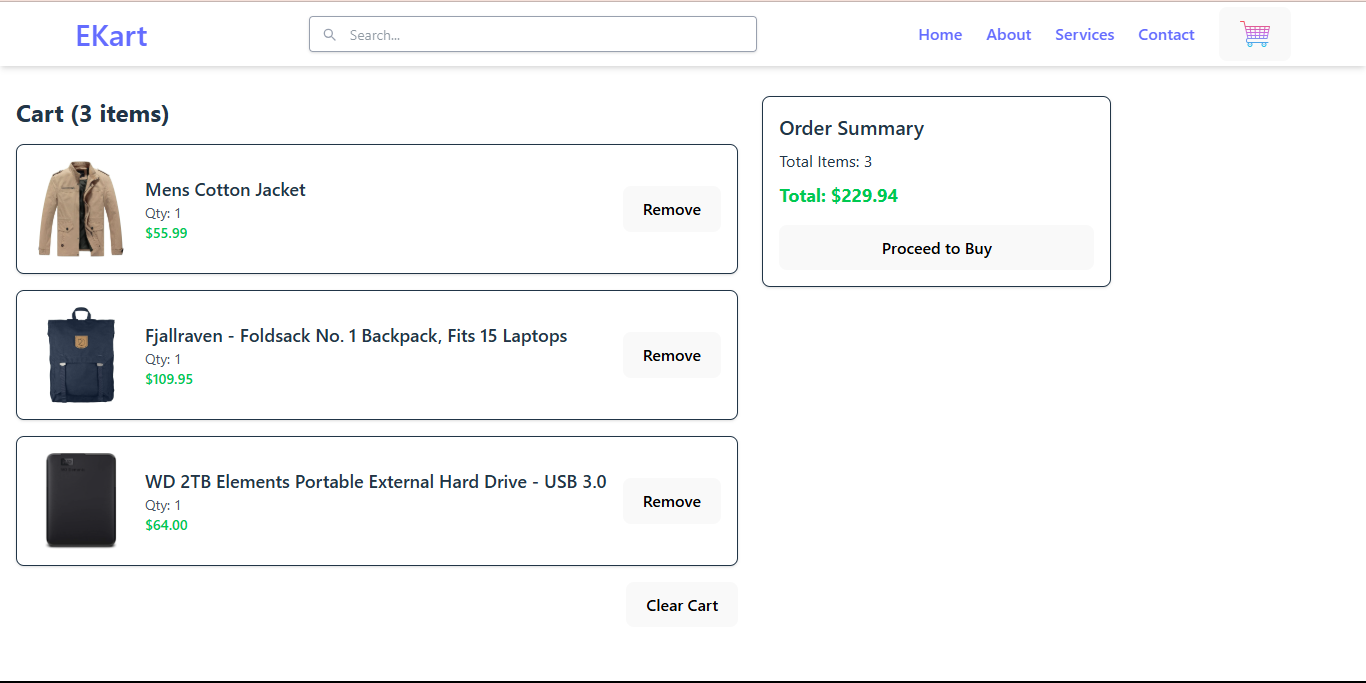 EKart
Search...
Home
About
Services
Contact
Cart (3 items)
Mens Cotton Jacket
Qty: 1
$55.99
Remove
Fjallraven - Foldsack No. 1 Backpack, Fits 15 Laptops
Qty: 1
$109.95
Remove
WD 2TB Elements Portable External Hard Drive - USB 3.0
Qty: 1
$64.00
Remove
Clear Cart
Order Summary
Total Items: 3
Total: $229.94
Proceed to Buy